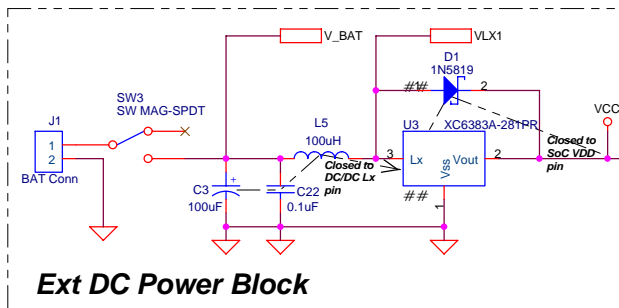 V_BAT
VLX1
D1
1N5819
##
1
2
SW3
SW MAG-SPDT
J1
1
2
BAT Conn
L5
100uH
U3
XC6383A-281PR
VCC
3
Lx
Vout
2
Vss
1
##
Closed to
DC/DC Lx
pin
Closed to
SoC VDD
pin
C3
+
100uF
C22
0.1uF
Ext DC Power Block